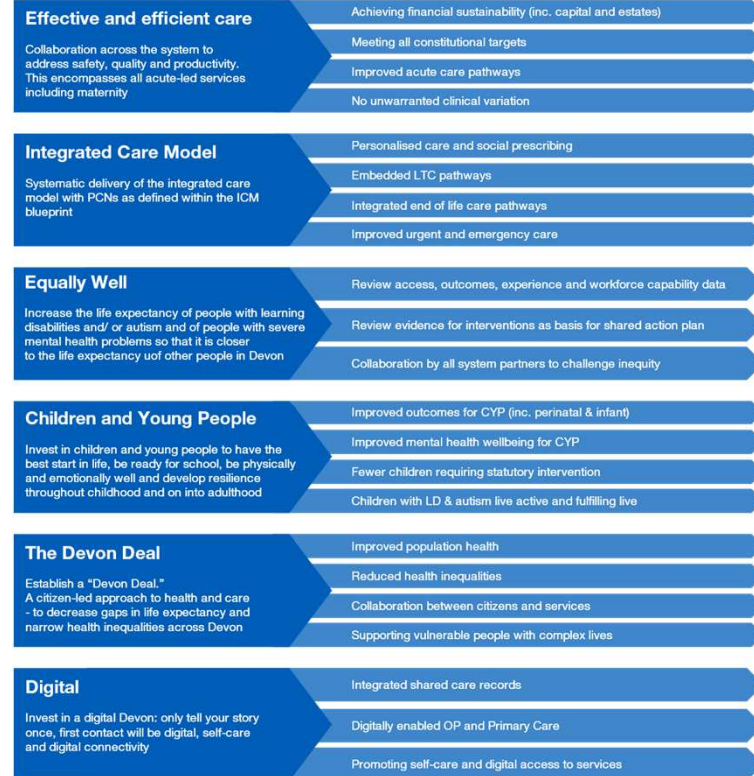 Effective and efficient care
Collaboration across the system to
address safety, quality and productivity.
This encompasses all acute-led services
including maternity
Achieving financial sustainability (inc. capital and estates)
Meeting all constitutional targets
Improved acute care pathways
No unwarranted clinical variation
Integrated Care Model
Systematic delivery of the integrated care
model with PCNs as defined within the ICM
blueprint
Personalised care and social prescribing
Embedded LTC pathways
Integrated end of life care pathways
Improved urgent and emergency care
Equally Well
Increase the life expectancy of people with learning
disabilities and/ or autism and of people with severe
mental health problems so that it is closer
to the life expectancy uof other people in Devon
Review access, outcomes, experience and workforce capability data
Review evidence for interventions as basis for shared action plan
Collaboration by all system partners to challenge inequity
Children and Young People
Invest in children and young people to have the
best start in life, be ready for school, be physically
and emotionally well and develop resilience
throughout childhood and on into adulthood
Improved outcomes for CYP (inc. perinatal & infant)
Improved mental health wellbeing for CYP
Fewer children requiring statutory intervention
Children with LD & autism live active and fulfilling live
The Devon Deal
Establish a “Devon Deal.”
A citizen-led approach to health and care
- to decrease gaps in life expectancy and
narrow health inequalities across Devon
Improved population health
Reduced health inequalities
Collaboration between citizens and services
Supporting vulnerable people with complex lives
Digital
Invest in a digital Devon: only tell your story
once, first contact will be digital, self-care
and digital connectivity
Integrated shared care records
Digitally enabled OP and Primary Care
Promoting self-care and digital access to services